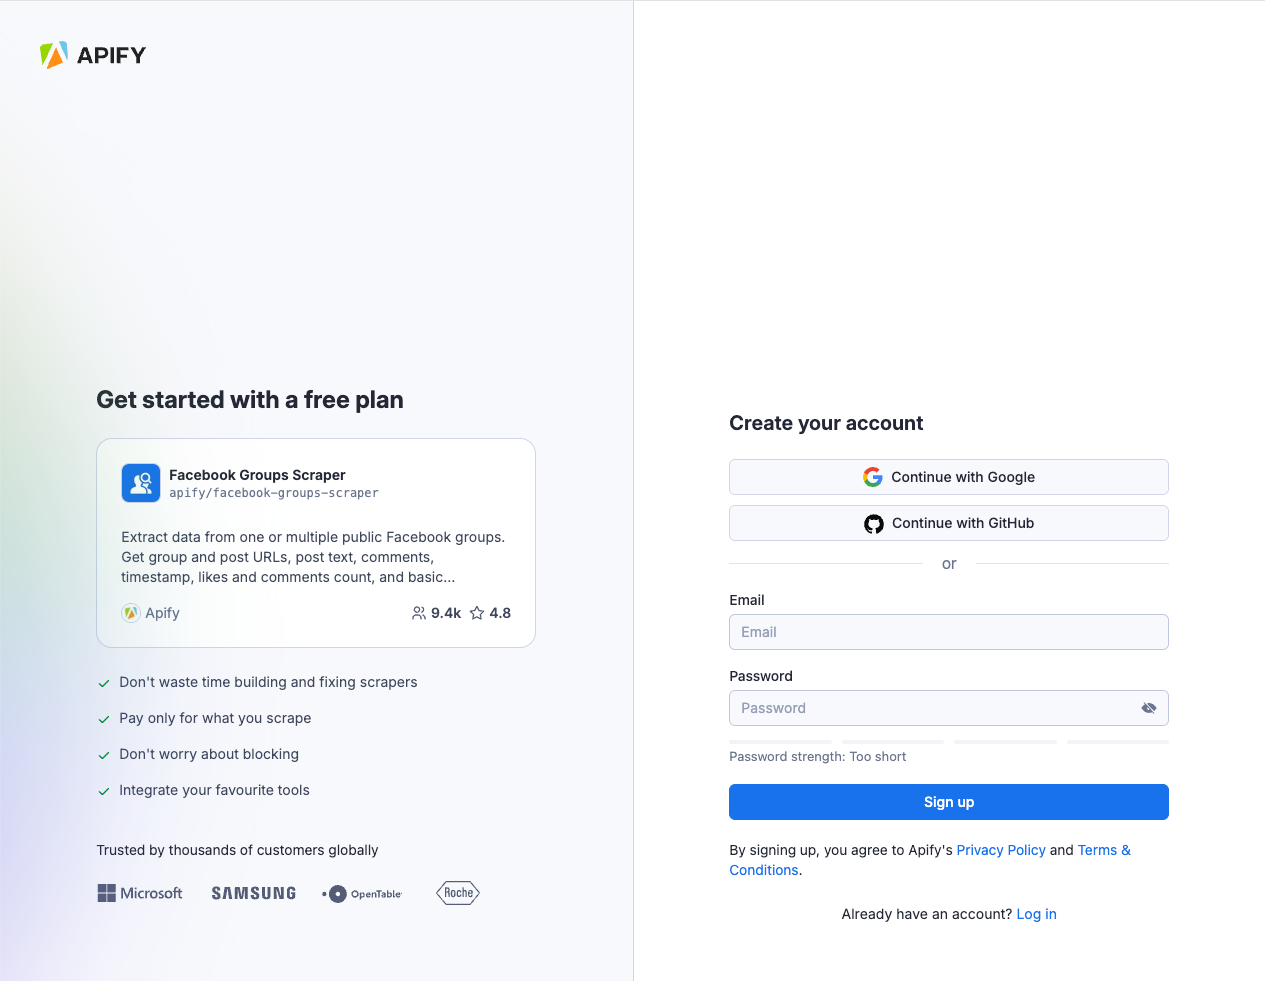 APIFY
Get started with a free plan
Facebook Groups Scraper
apify/facebook-groups-scraper
Extract data from one or multiple public Facebook groups.
Get group and post URLs, post text, comments,
timestamp, likes and comments count, and basic...
Apify
9.4k
4.8
Don't waste time building and fixing scrapers
Pay only for what you scrape
Don't worry about blocking
Integrate your favourite tools
Trusted by thousands of customers globally
Microsoft
SAMSUNG
OpenTable
Roche
Create your account
Continue with Google
Continue with GitHub
or
Email
Email
Password
Password
Password strength: Too short
Sign up
By signing up, you agree to Apify's Privacy Policy and Terms &
Conditions.
Already have an account? Log in